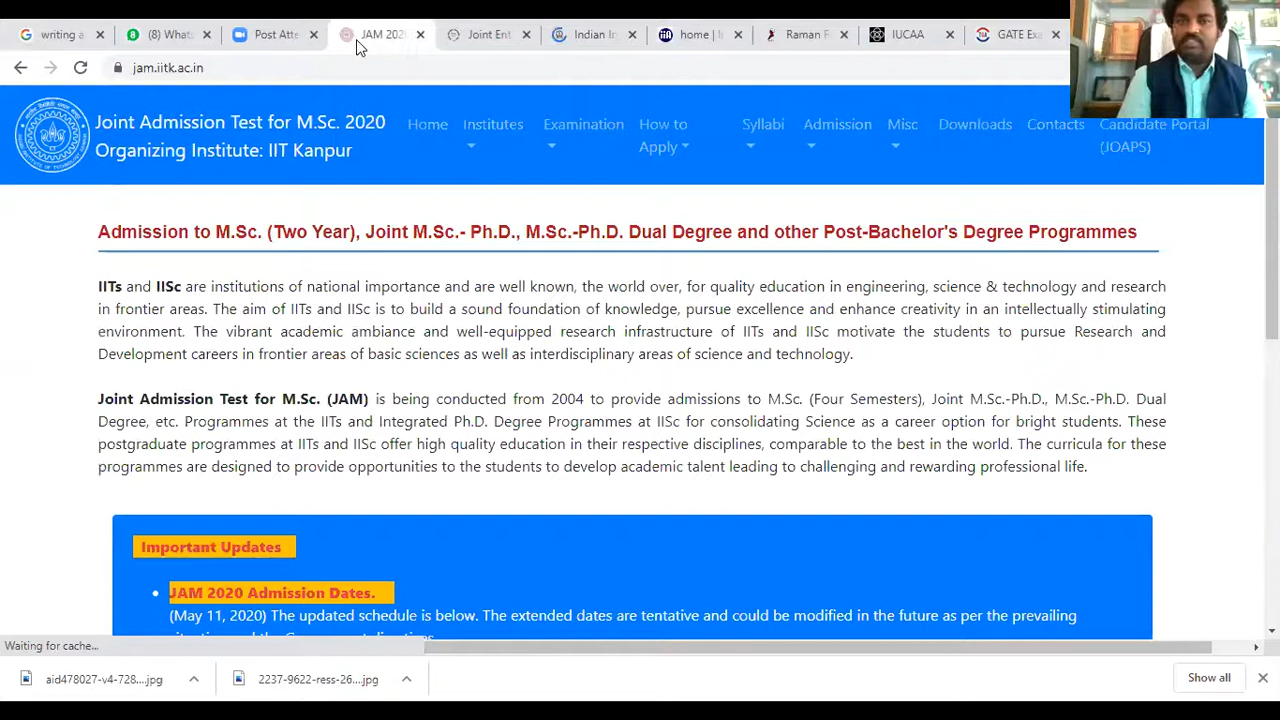 writing a
(8) Whats
Post Atte
JAM 202
Joint Ent
Indian In
home | I
Raman R
IUCAA
GATE Exa
jam.iitk.ac.in
Joint Admission Test for M.Sc. 2020
Organizing Institute: IIT Kanpur
Home
Institutes
Examination
How to
Apply
Syllabi
Admission
Misc
Downloads
Contacts
Candidate Portal
(JOAPS)
Admission to M.Sc. (Two Year), Joint M.Sc.- Ph.D., M.Sc.-Ph.D. Dual Degree and other Post-Bachelor's Degree Programmes
IITs and IISc are institutions of national importance and are well known, the world over, for quality education in engineering, science & technology and research
in frontier areas. The aim of IITs and IISc is to build a sound foundation of knowledge, pursue excellence and enhance creativity in an intellectually stimulating
environment. The vibrant academic ambiance and well-equipped research infrastructure of IITs and IISc motivate the students to pursue Research and
Development careers in frontier areas of basic sciences as well as interdisciplinary areas of science and technology.
Joint Admission Test for M.Sc. (JAM) is being conducted from 2004 to provide admissions to M.Sc. (Four Semesters), Joint M.Sc.-Ph.D., M.Sc.-Ph.D. Dual
Degree, etc. Programmes at the IITs and Integrated Ph.D. Degree Programmes at IISc for consolidating Science as a career option for bright students. These
postgraduate programmes at IITs and IISc offer high quality education in their respective disciplines, comparable to the best in the world. The curricula for these
programmes are designed to provide opportunities to the students to develop academic talent leading to challenging and rewarding professional life.
Important Updates
JAM 2020 Admission Dates.
(May 11, 2020) The updated schedule is below. The extended dates are tentative and could be modified in the future as per the prevailing
Waiting for cache...
aid478027-v4-728....jpg
2237-9622-ress-26....jpg
Show all